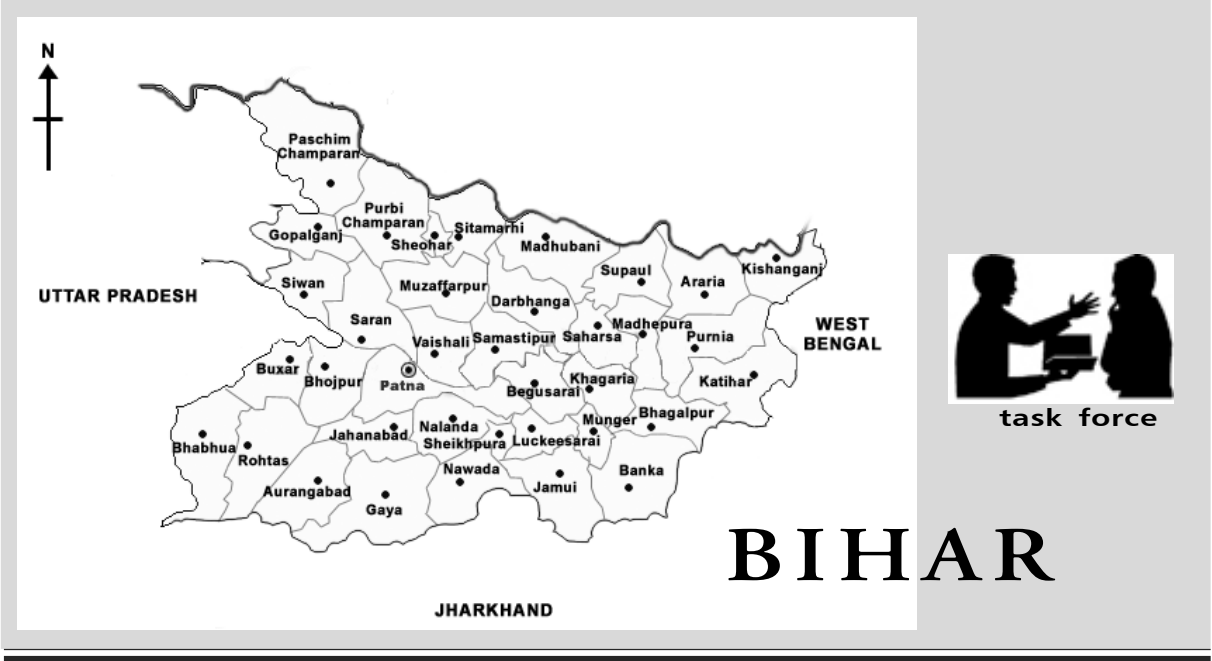 N
Paschim
Champaran
Purbi
Champaran
Gopalganj
Sheohar
Sitamarhi
Madhubani
Supaul
Araria
Kishanganj
Siwan
Muzaffarpur
Darbhanga
UTTAR PRADESH
Saran
Vaishali
Samastipur
Saharsa
Madhepura
Purnia
WEST
BENGAL
Buxar
Bhojpur
Patna
Begusarai
Khagaria
Katihar
Jahanabad
Nalanda
Sheikhpura
Luckeesarai
Munger
Bhagalpur
Bhabhua
Rohtas
Aurangabad
Gaya
Nawada
Jamui
Banka
task force
BIHAR
JHARKHAND